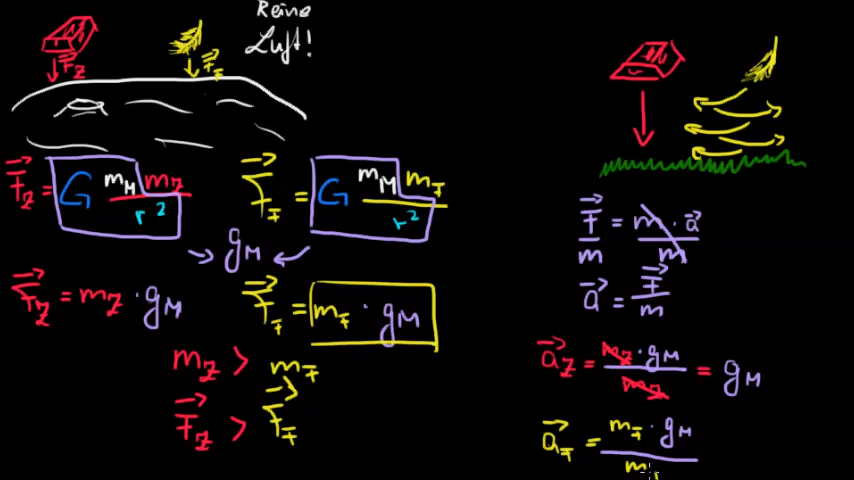 Reine
Luft!
F_Z
F_F
F_Z = G m_M m_Z / r²
F_F = G m_M m_F / r²
g_M
F_Z = m_Z · g_M
F_F = m_F · g_M
m_Z > m_F
F_Z > F_F
F / m = m · a / m
a = F / m
a_Z = m_Z · g_M / m_Z = g_M
a_F = m_F · g_M / m